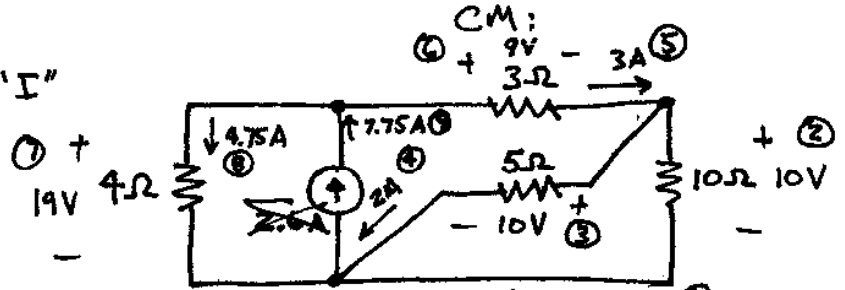 CM:
⑥ + 9V − 3A ⑤
3Ω
"I"
⑦ + 4.75A 7.75A ⑨ + ②
⑧ ④ 5Ω
19V 4Ω 2A 10Ω 10V
2.6A − 10V + ③ −
−